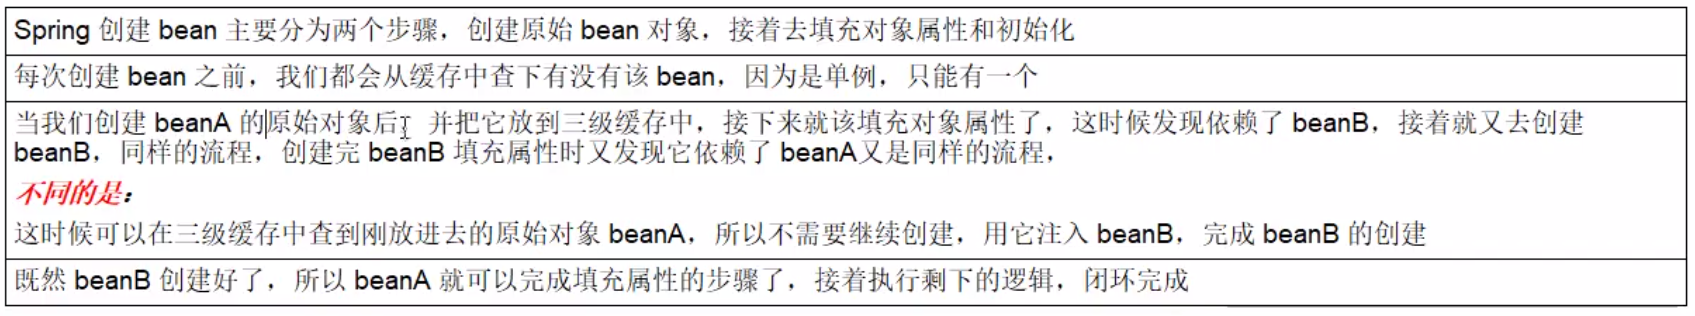 Spring 创建 bean 主要分为两个步骤，创建原始 bean 对象，接着去填充对象属性和初始化
每次创建 bean 之前，我们都会从缓存中查下有没有该 bean，因为是单例，只能有一个
当我们创建 beanA 的原始对象后，并把它放到三级缓存中，接下来就该填充对象属性了，这时候发现依赖了 beanB，接着就又去创建
beanB，同样的流程，创建完 beanB 填充属性时又发现它依赖了 beanA又是同样的流程，
不同的是：
这时候可以在三级缓存中查到刚放进去的原始对象 beanA，所以不需要继续创建，用它注入 beanB，完成 beanB 的创建
既然 beanB 创建好了，所以 beanA 就可以完成填充属性的步骤了，接着执行剩下的逻辑，闭环完成